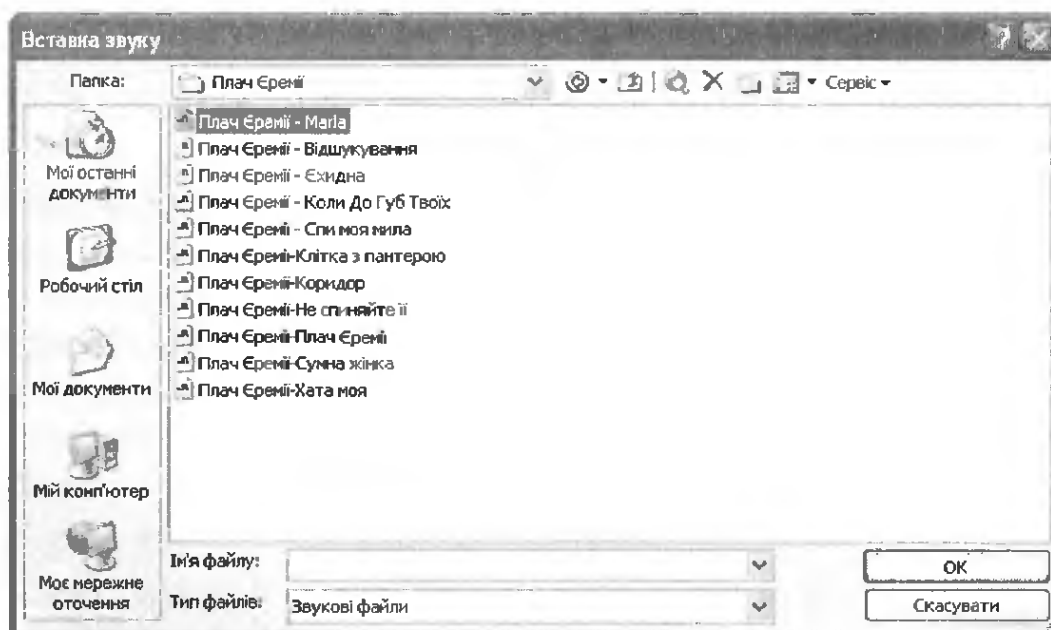 Вставка звуку
Папка:
Плач Єремії
Сервіс
Мої останні
документи
Робочий стіл
Мої документи
Мій комп'ютер
Моє мережне
оточення
Плач Єремії - Marla
Плач Єремії - Відшукування
Плач Єремії - Єхидна
Плач Єремії - Коли До Губ Твоїх
Плач Єремії - Спи моя мила
Плач Єремії-Клітка з пантерою
Плач Єремії-Коридор
Плач Єремії-Не спиняйте її
Плач Єремії-Плач Єремії
Плач Єремії-Сумна жінка
Плач Єремії-Хата моя
Ім'я файлу:
OK
Тип файлів:
Звукові файли
Скасувати